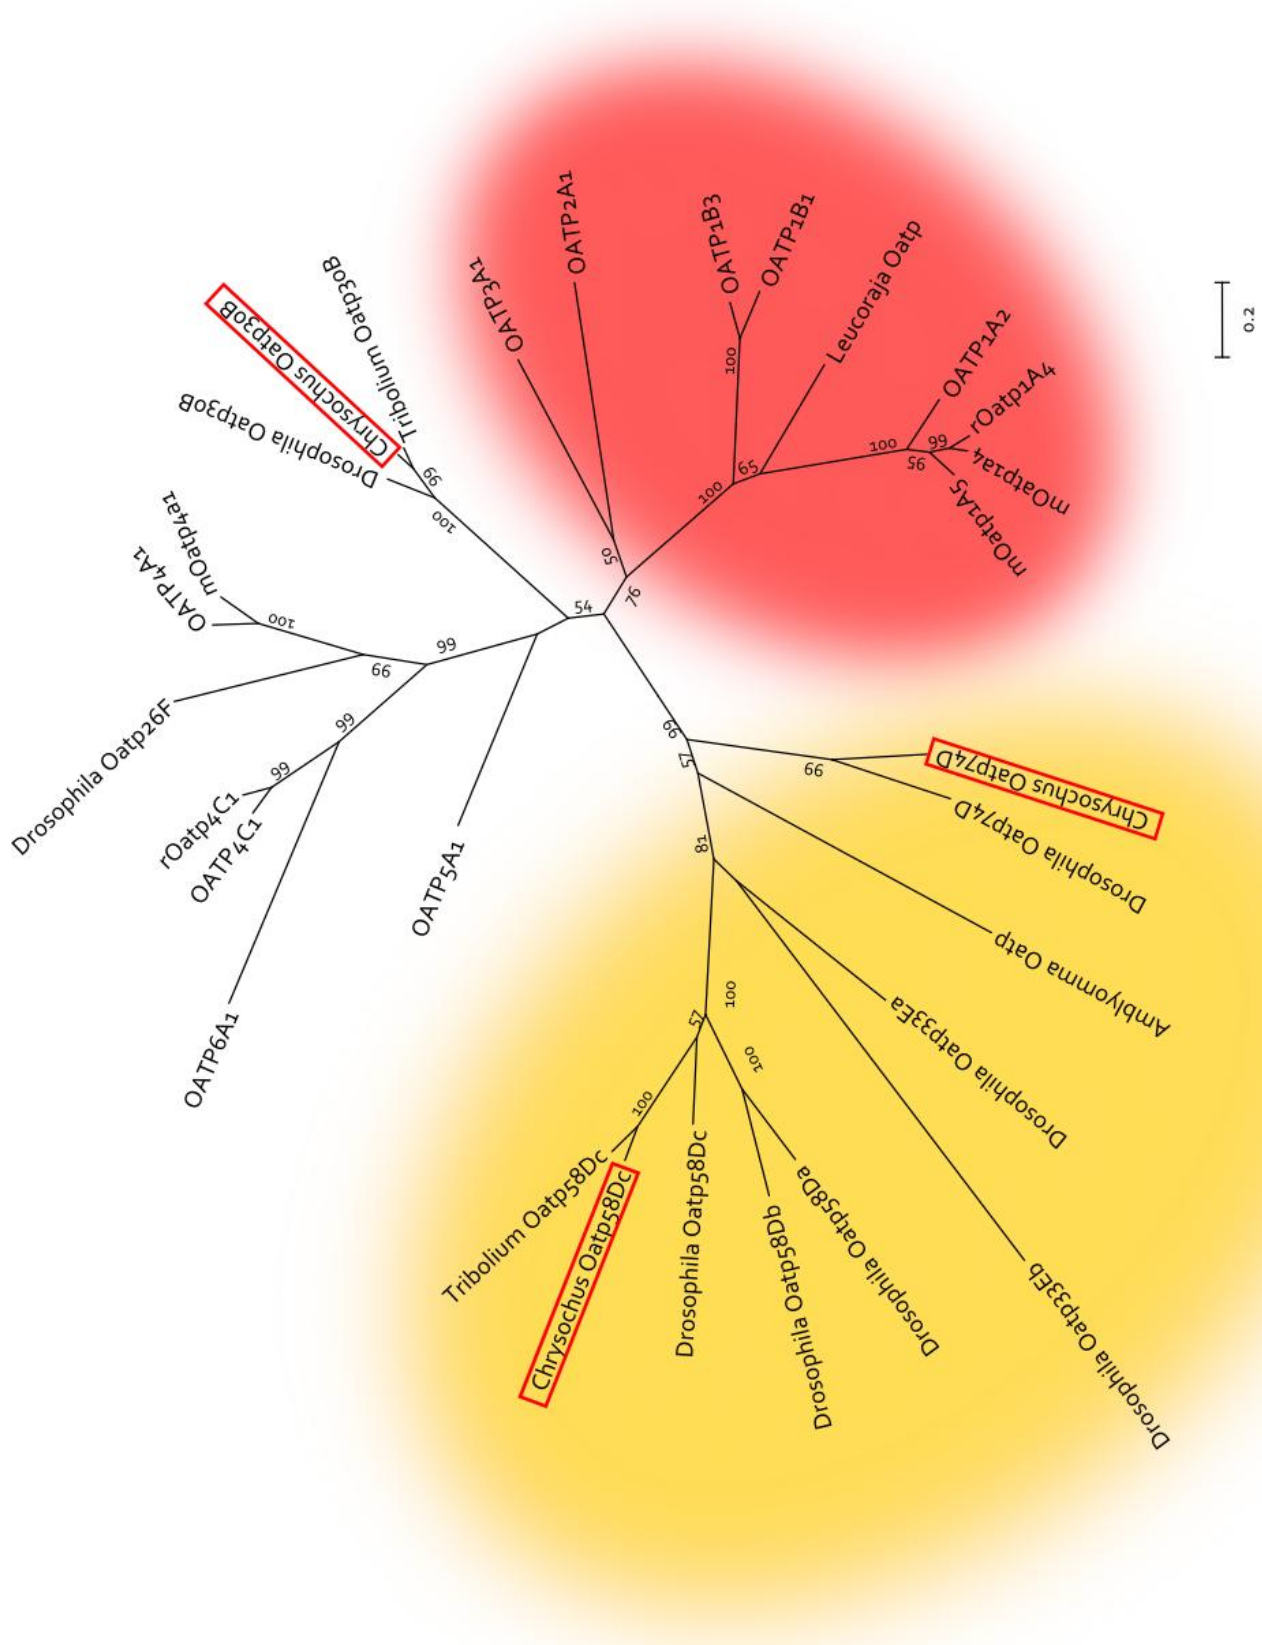 OATP2A1
OATP1B3
OATP1B1
Leucoraja Oatp
OATP3A1
Tribolium Oatp30B
Chrysochus Oatp30B
Drosophila Oatp30B
0.2
OATP1A2
rOatp1A4
mOatp1a4
mOatp1A5
100
65
100
99
95
100
50
76
99
100
54
mOatp4a1
OATP4A1
100
66
99
Drosophila Oatp26F
99
99
rOatp4C1
OATP4C1
OATP5A1
OATP6A1
99
57
99
81
Chrysochus Oatp74D
Drosophila Oatp74D
Amblyomma Oatp
Drosophila Oatp33Ea
Drosophila Oatp33Eb
100
57
100
100
Tribolium Oatp58Dc
Chrysochus Oatp58Dc
Drosophila Oatp58Dc
Drosophila Oatp58Db
Drosophila Oatp58Da